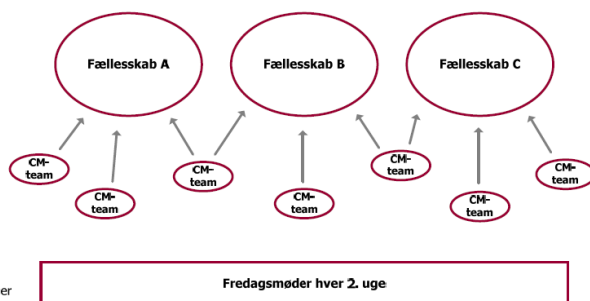 Fællesskab A
Fællesskab B
Fællesskab C
CM-
team
CM-
team
CM-
team
CM-
team
CM-
team
CM-
team
CM-
team
Fredagsmøder hver 2. uge
er